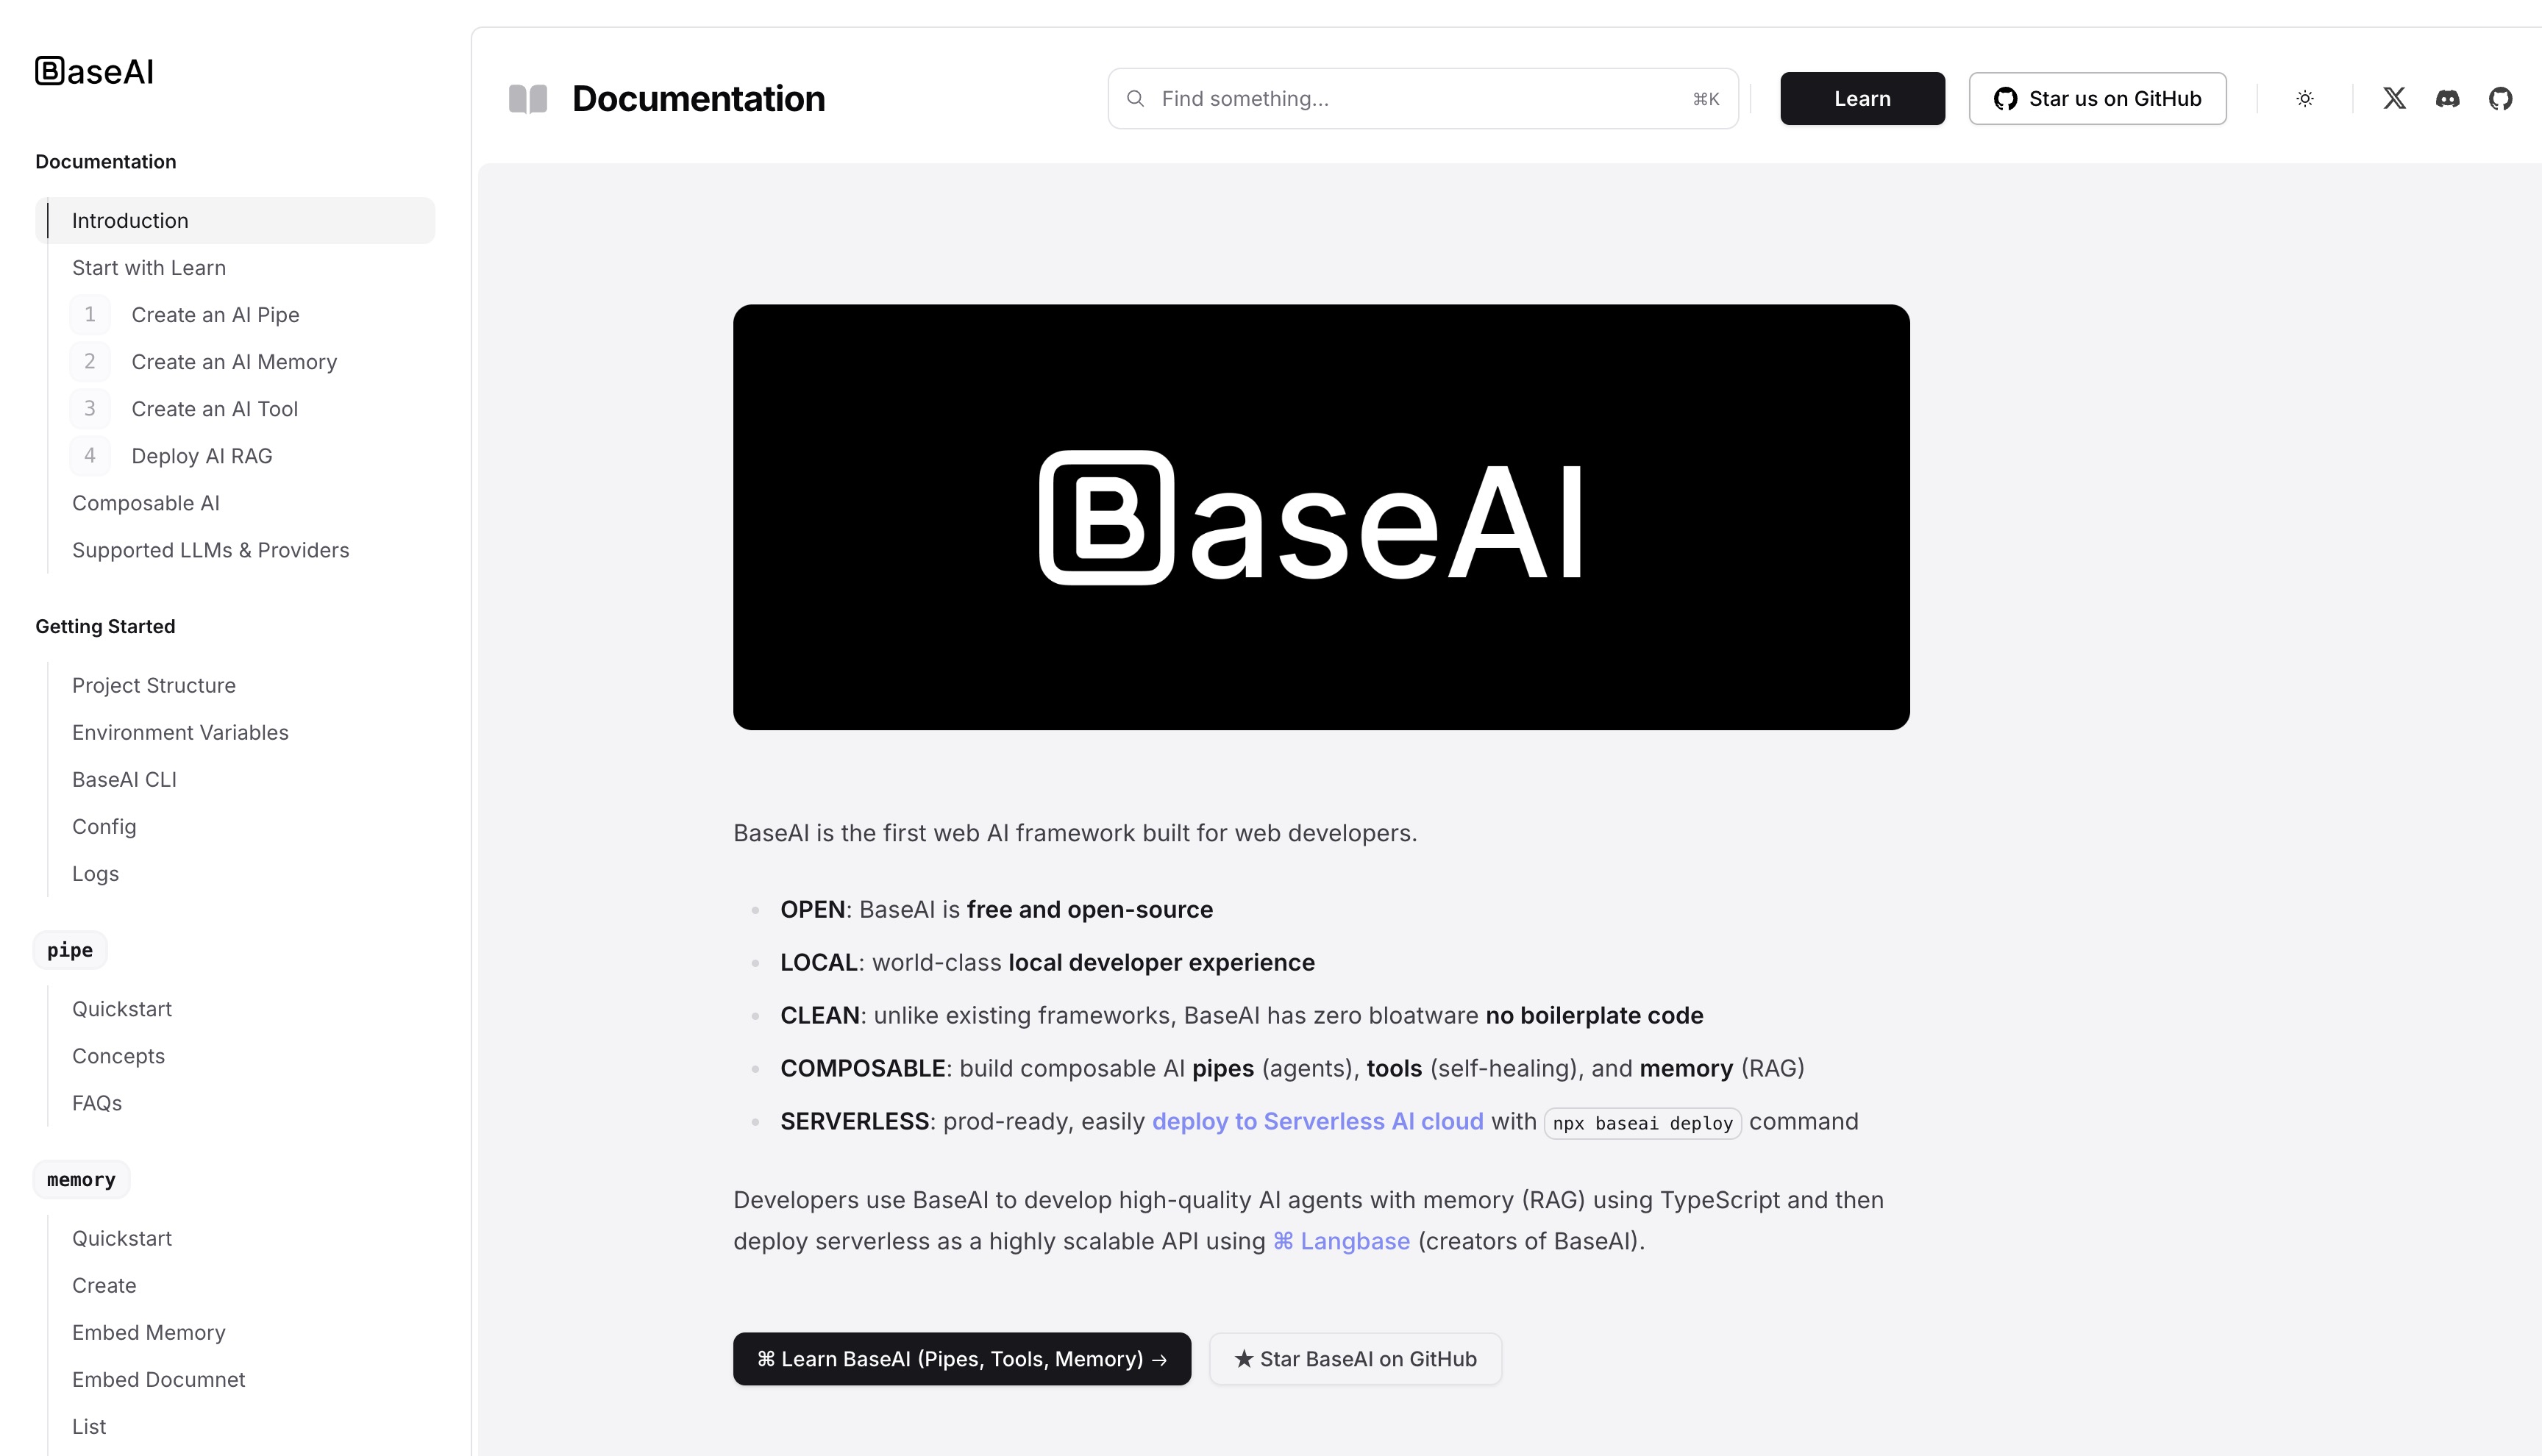 BaseAI
Documentation
Introduction
Start with Learn
1 Create an AI Pipe
2 Create an AI Memory
3 Create an AI Tool
4 Deploy AI RAG
Composable AI
Supported LLMs & Providers
Getting Started
Project Structure
Environment Variables
BaseAI CLI
Config
Logs
pipe
Quickstart
Concepts
FAQs
memory
Quickstart
Create
Embed Memory
Embed Documnet
List
Documentation
Find something... ⌘K
Learn
Star us on GitHub
BaseAI
BaseAI is the first web AI framework built for web developers.
• OPEN: BaseAI is free and open-source
• LOCAL: world-class local developer experience
• CLEAN: unlike existing frameworks, BaseAI has zero bloatware no boilerplate code
• COMPOSABLE: build composable AI pipes (agents), tools (self-healing), and memory (RAG)
• SERVERLESS: prod-ready, easily deploy to Serverless AI cloud with npx baseai deploy command
Developers use BaseAI to develop high-quality AI agents with memory (RAG) using TypeScript and then
deploy serverless as a highly scalable API using ⌘ Langbase (creators of BaseAI).
⌘ Learn BaseAI (Pipes, Tools, Memory) →
★ Star BaseAI on GitHub